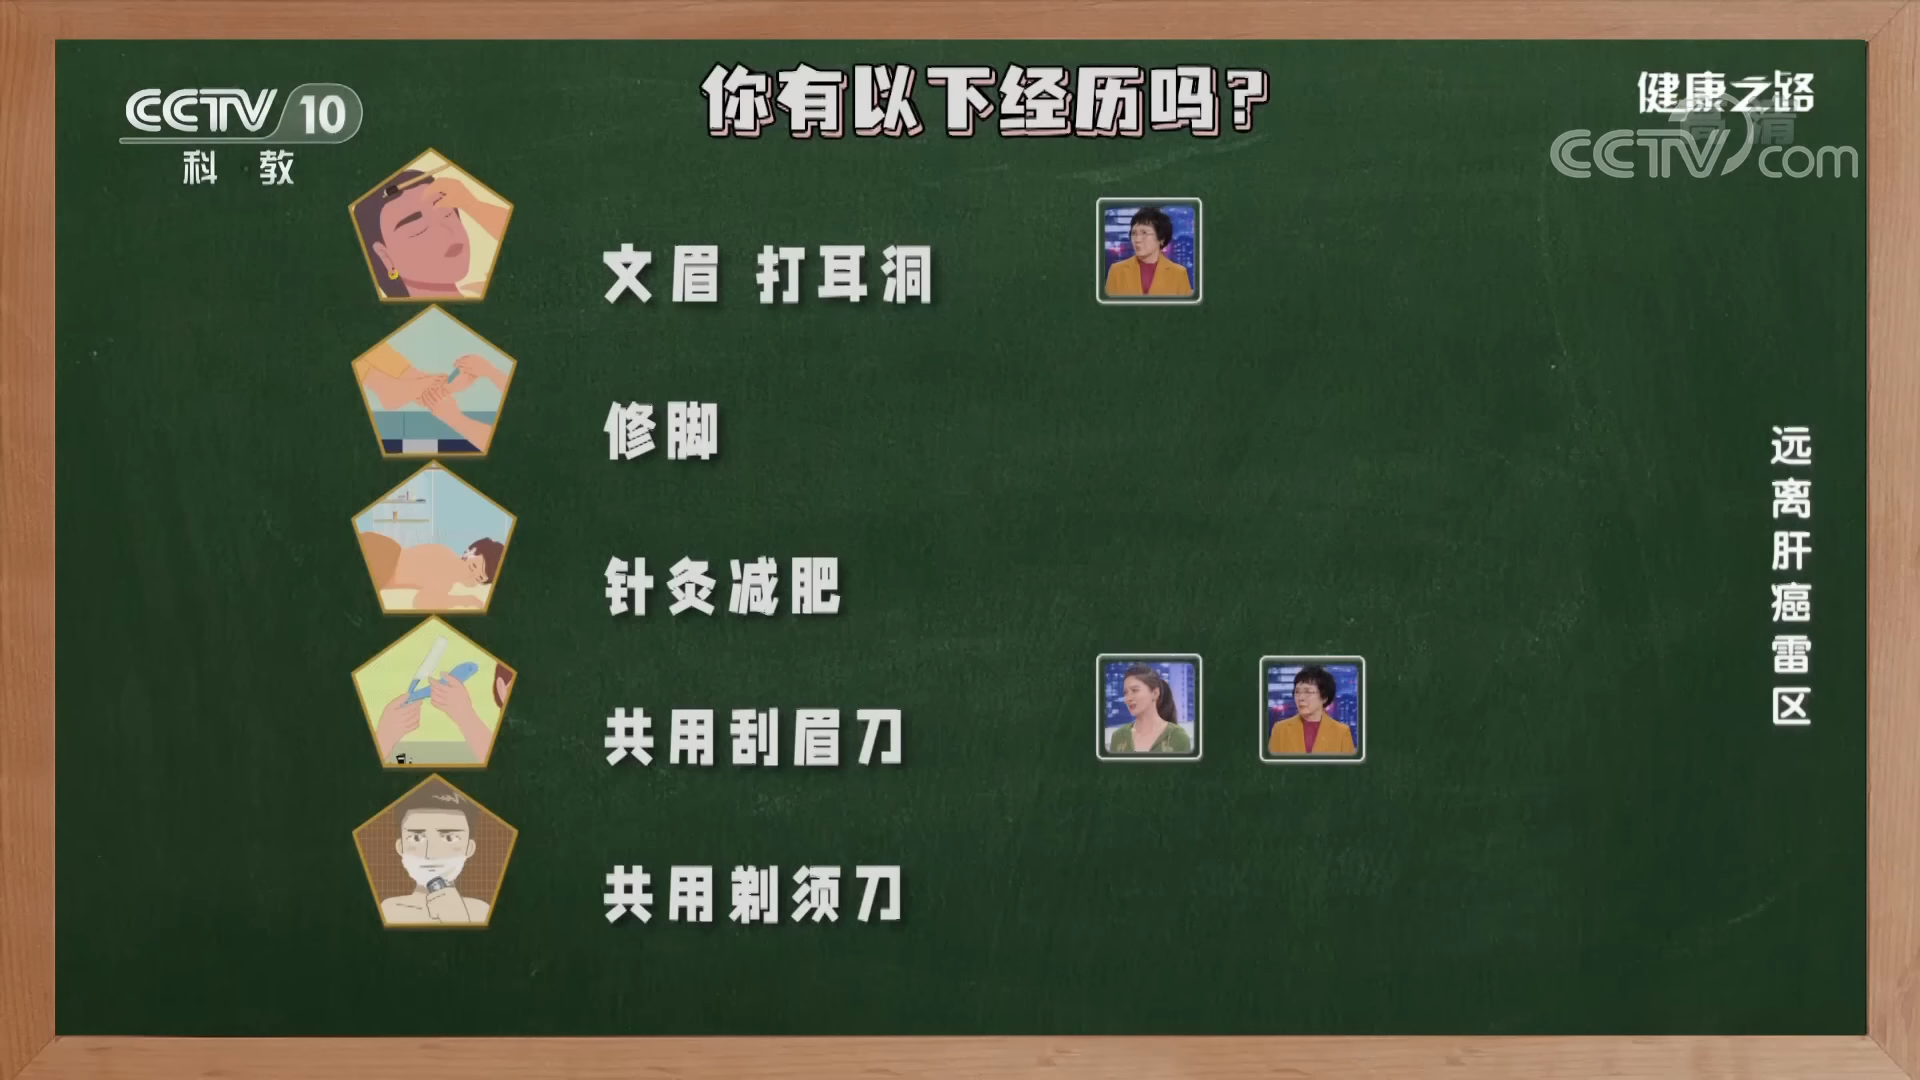 你有以下经历吗?
CCTV 10
科 教
健康之路
高清
CCTV.com
文眉 打耳洞
修脚
针灸减肥
共用刮眉刀
共用剃须刀
远离肝癌雷区